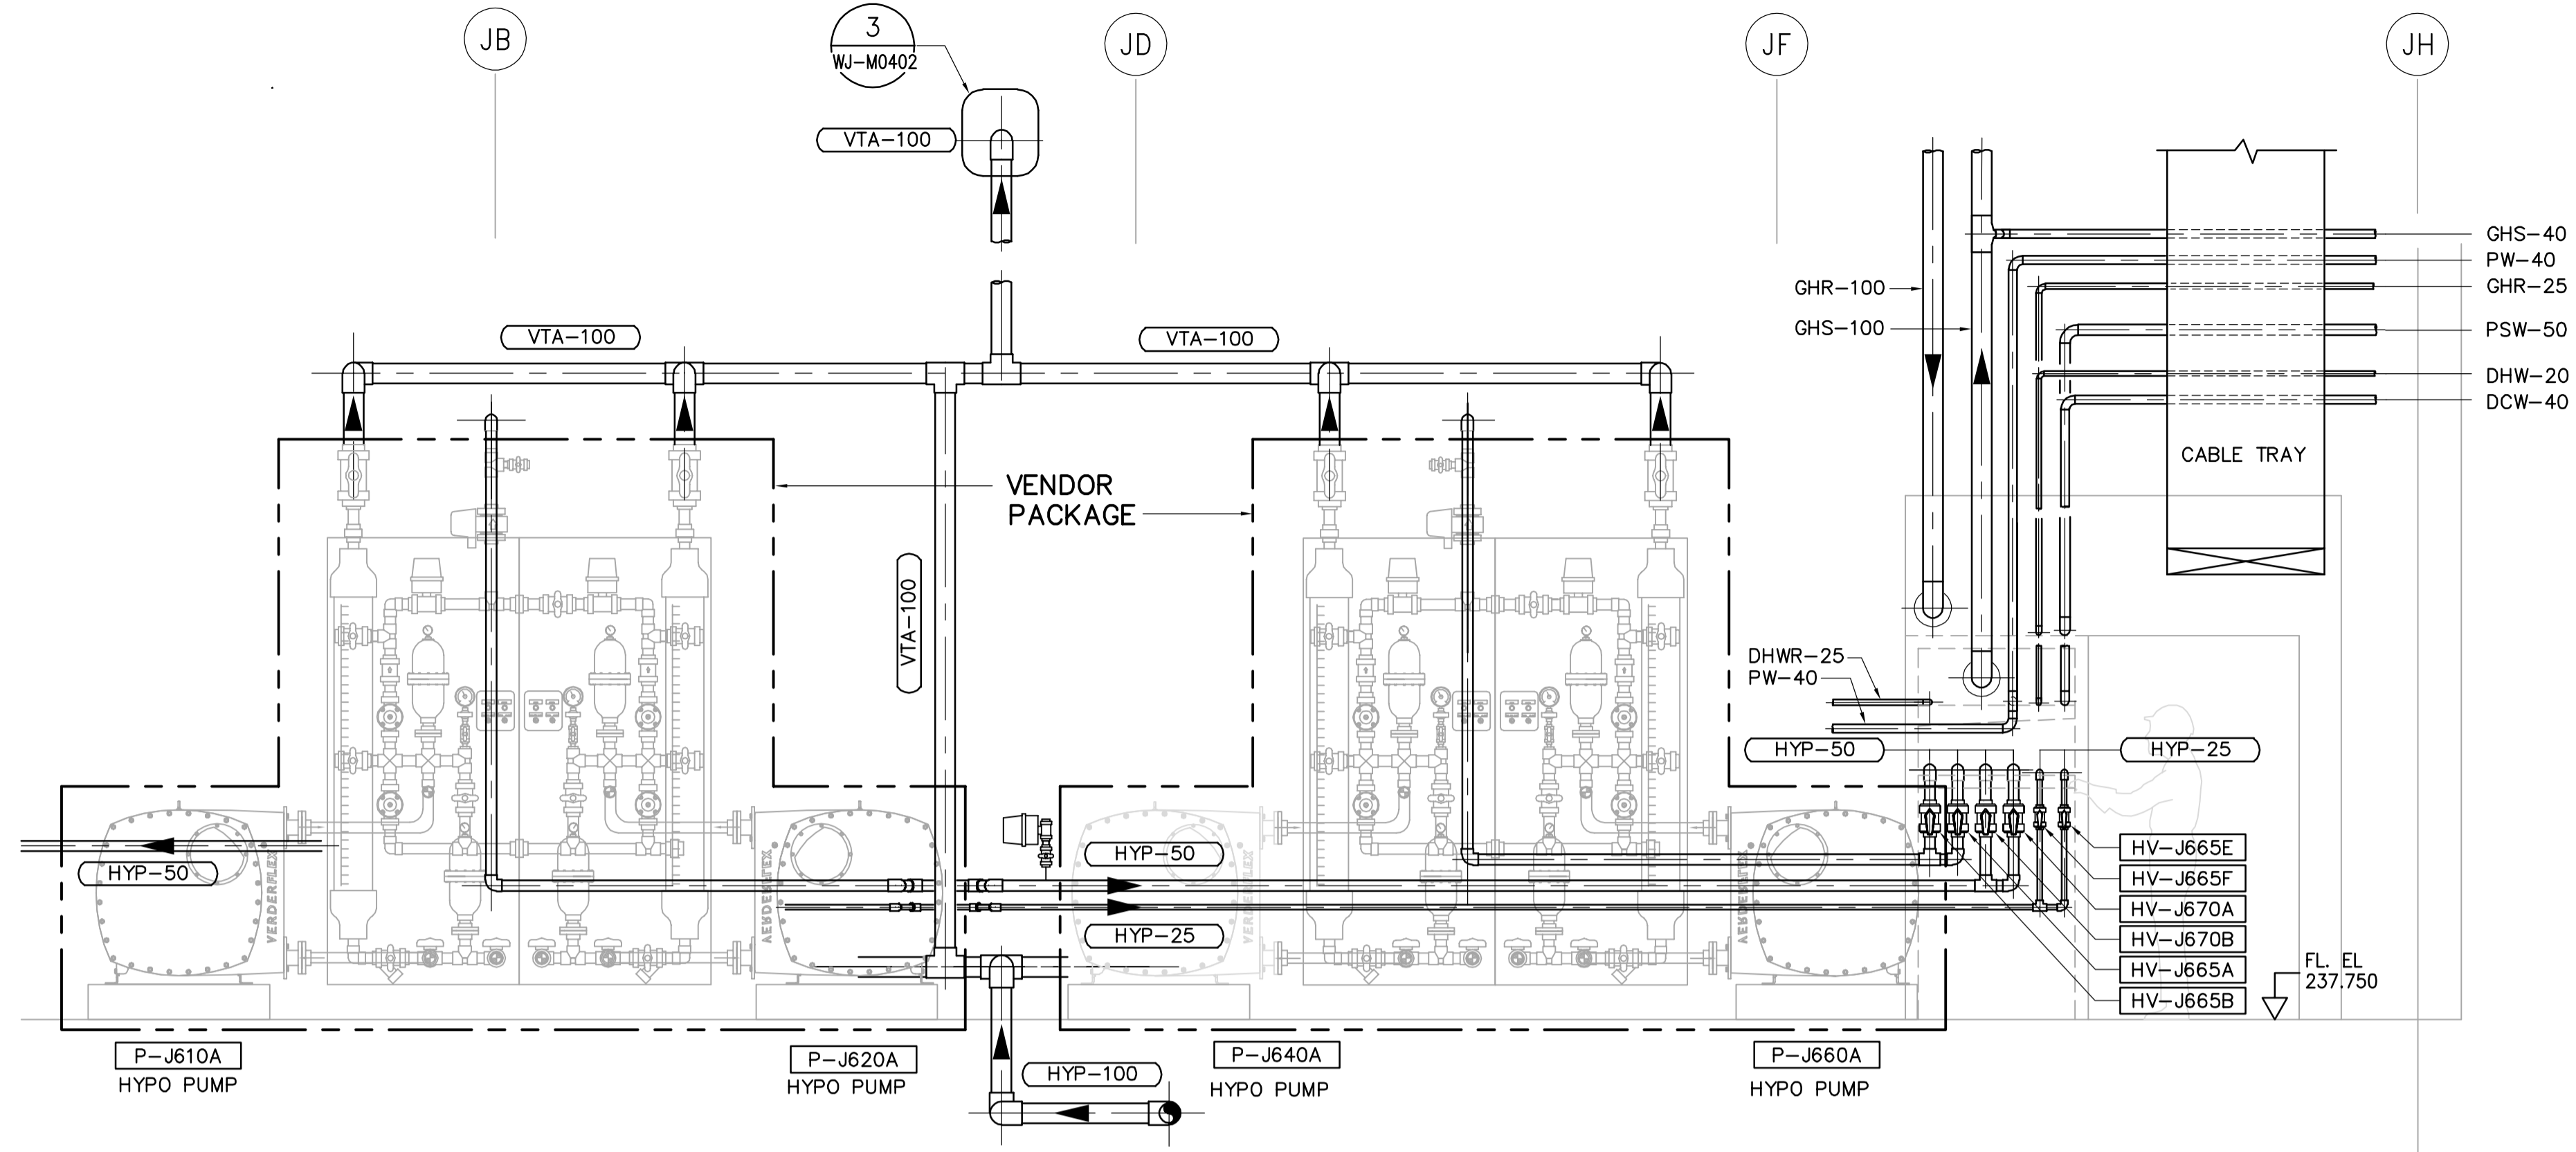 JB
3
WJ-M0402
JD
JF
JH
VTA-100
GHS-40
PW-40
GHR-25
GHR-100
GHS-100
PSW-50
VTA-100
VTA-100
DHW-20
DCW-40
CABLE TRAY
VENDOR
PACKAGE
VTA-100
DHWR-25
PW-40
HYP-50
HYP-25
HYP-50
HYP-50
VERDERFLEX
VERDERFLEX
VERDERFLEX
VERDERFLEX
HV-J665E
HV-J665F
HV-J670A
HV-J670B
HV-J665A
HV-J665B
HYP-25
FL. EL
237.750
P-J610A
HYPO PUMP
P-J620A
HYPO PUMP
P-J640A
HYPO PUMP
P-J660A
HYPO PUMP
HYP-100